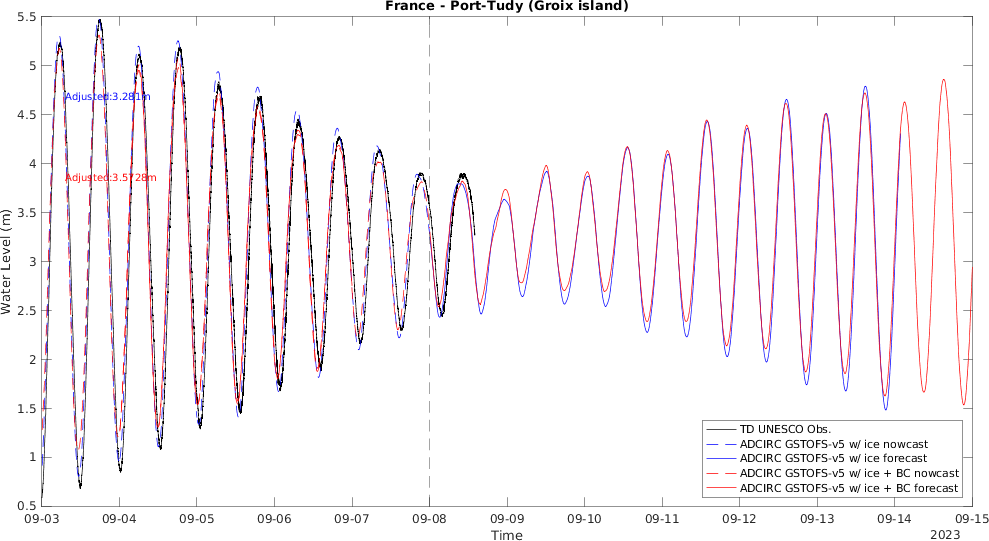 France - Port-Tudy (Groix island)
5.5
5
4.5
4
3.5
3
2.5
2
1.5
1
0.5
Water Level (m)
Adjusted:3.281m
Adjusted:3.5728m
TD UNESCO Obs.
ADCIRC GSTOFS-v5 w/ ice nowcast
ADCIRC GSTOFS-v5 w/ ice forecast
ADCIRC GSTOFS-v5 w/ ice + BC nowcast
ADCIRC GSTOFS-v5 w/ ice + BC forecast
09-03 09-04 09-05 09-06 09-07 09-08 09-09 09-10 09-11 09-12 09-13 09-14 09-15
Time
2023